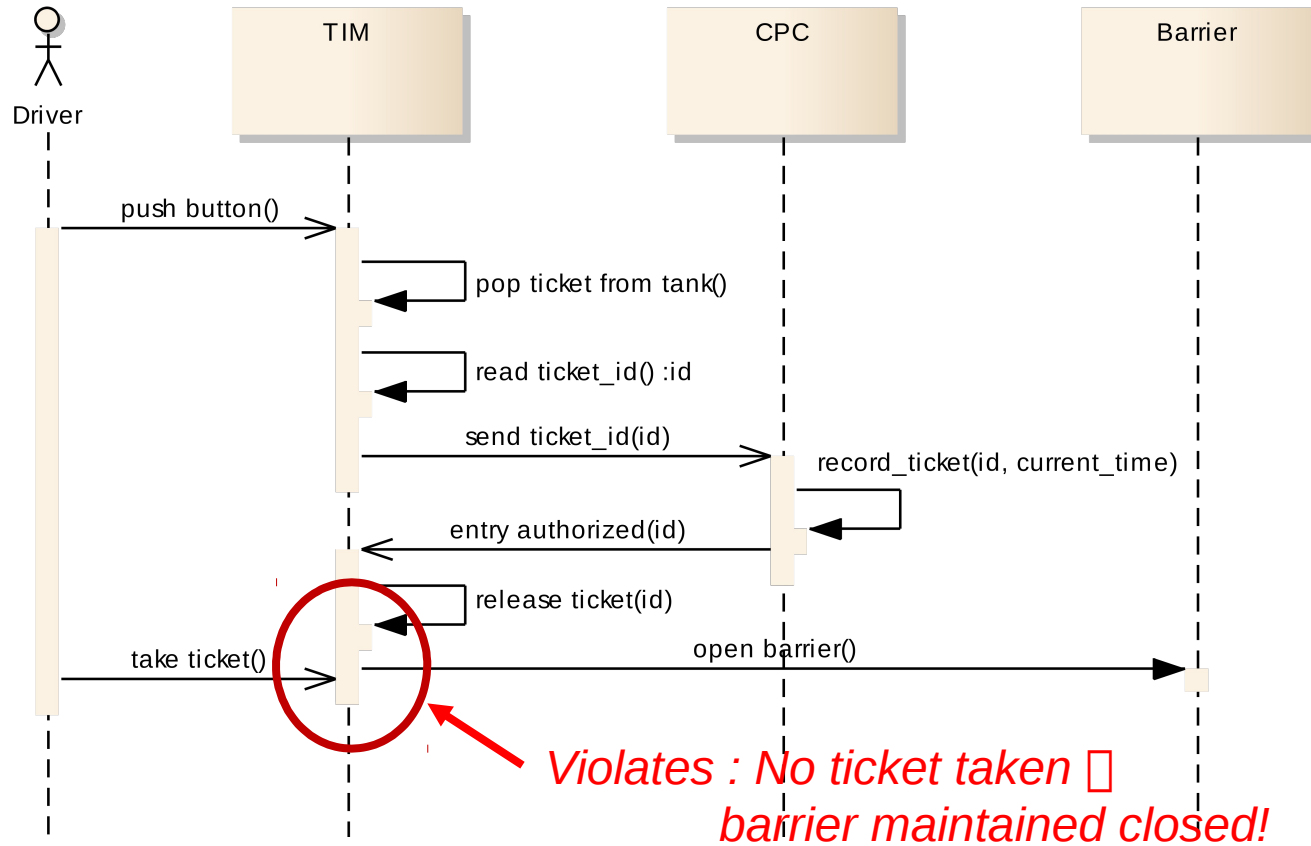 TIM
CPC
Barrier
Driver
push button()
pop ticket from tank()
read ticket_id() :id
send ticket_id(id)
record_ticket(id, current_time)
entry authorized(id)
release ticket(id)
open barrier()
take ticket()
Violates : No ticket taken
barrier maintained closed!